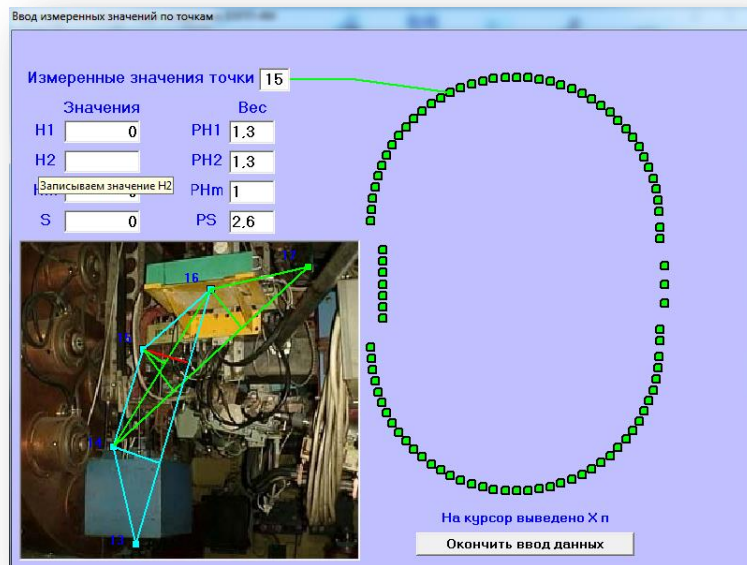 Ввод измеренных значений по точкам
Измеренные значения точки 15
Значения Вес
H1 0 PH1 1,3
H2 PH2 1,3
Записываем значение H2
0 PHm 1
S 0 PS 2,6
17
16
15
14
13
На курсор выведено X п
Окончить ввод данных